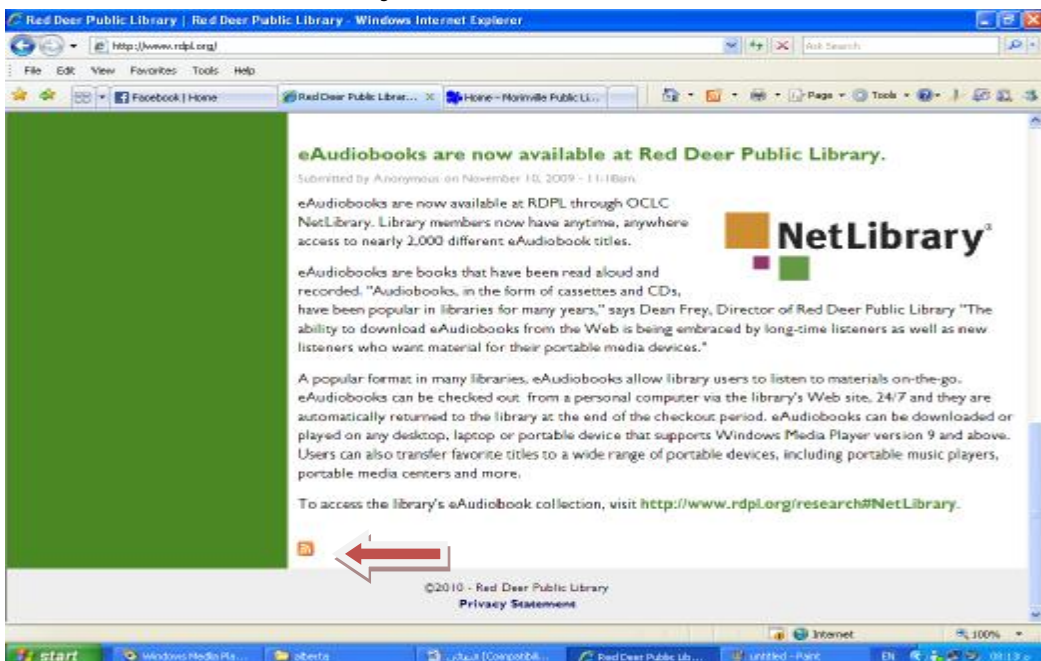 Red Deer Public Library | Red Deer Public Library - Windows Internet Explorer
http://www.rdpl.org/
Ask Search
File Edit View Favorites Tools Help
Facebook | Home
Red Deer Public Librar...
Home - Morinville Public Li...
Page
Tools
eAudiobooks are now available at Red Deer Public Library.
Submitted by Anonymous on November 10, 2009 - 11:18am.
eAudiobooks are now available at RDPL through OCLC
NetLibrary. Library members now have anytime, anywhere
access to nearly 2,000 different eAudiobook titles.
NetLibrary®
eAudiobooks are books that have been read aloud and
recorded. "Audiobooks, in the form of cassettes and CDs,
have been popular in libraries for many years," says Dean Frey, Director of Red Deer Public Library "The
ability to download eAudiobooks from the Web is being embraced by long-time listeners as well as new
listeners who want material for their portable media devices."
A popular format in many libraries, eAudiobooks allow library users to listen to materials on-the-go.
eAudiobooks can be checked out from a personal computer via the library's Web site, 24/7 and they are
automatically returned to the library at the end of the checkout period. eAudiobooks can be downloaded or
played on any desktop, laptop or portable device that supports Windows Media Player version 9 and above.
Users can also transfer favorite titles to a wide range of portable devices, including portable music players,
portable media centers and more.
To access the library's eAudiobook collection, visit http://www.rdpl.org/research#NetLibrary.
©2010 - Red Deer Public Library
Privacy Statement
Internet
100%
start
Windows Media Pla...
alberta
Red Deer Public Lib...
untitled - Paint
EN